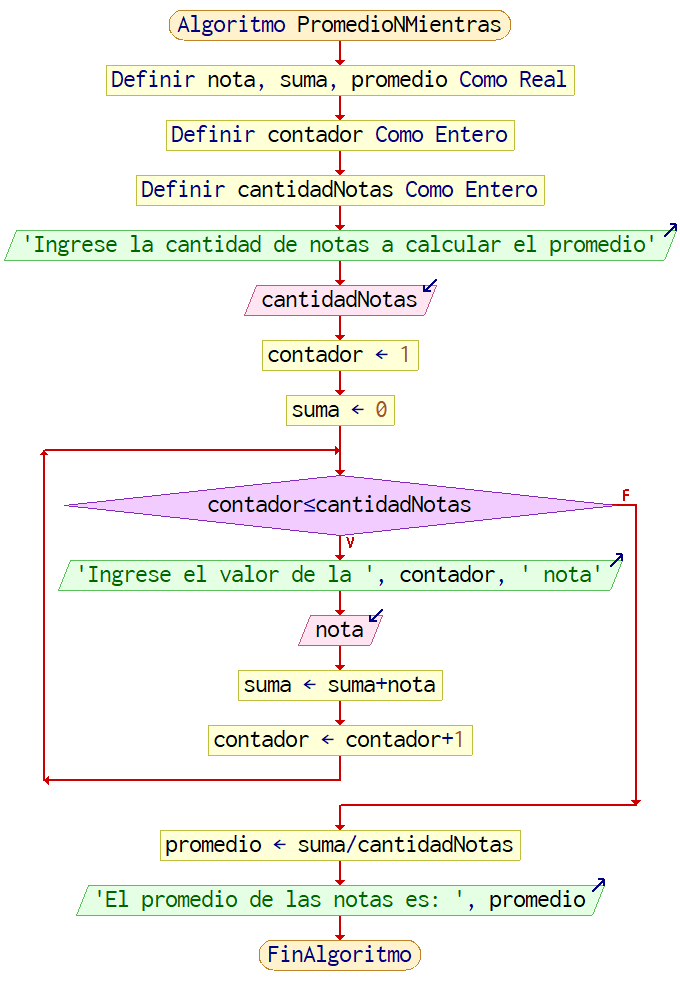 Algoritmo PromedioNMientras
Definir nota, suma, promedio Como Real
Definir contador Como Entero
Definir cantidadNotas Como Entero
'Ingrese la cantidad de notas a calcular el promedio'
cantidadNotas
contador ← 1
suma ← 0
contador≤cantidadNotas
F
V
'Ingrese el valor de la ', contador, ' nota'
nota
suma ← suma+nota
contador ← contador+1
promedio ← suma/cantidadNotas
'El promedio de las notas es: ', promedio
FinAlgoritmo